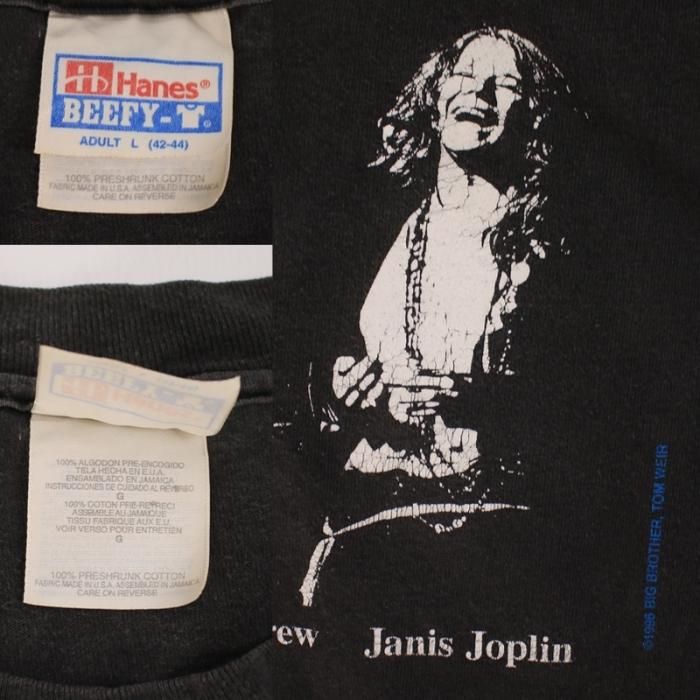 Hanes®
BEEFY-T®
ADULT L (42-44)
100% PRESHRUNK COTTON
FABRIC MADE IN U.S.A. ASSEMBLED IN JAMAICA
CARE ON REVERSE
100% ALGODON PRE-ENCOGIDO
TELA HECHA EN E.U.A.
ENSAMBLADO EN JAMAICA
INSTRUCCIONES DE CUIDADO AL REVERSO
G
100% COTON PRE-RETRECI
ASSEMBLE AU JAMAIQUE
TISSU FABRIQUE AUX E.U.
VOIR VERSO POUR ENTRETIEN
G
100% PRESHRUNK COTTON
FABRIC MADE IN U.S.A. ASSEMBLED IN JAMAICA
CARE ON REVERSE
rew Janis Joplin
©1996 BIG BROTHER, TOM WEIR